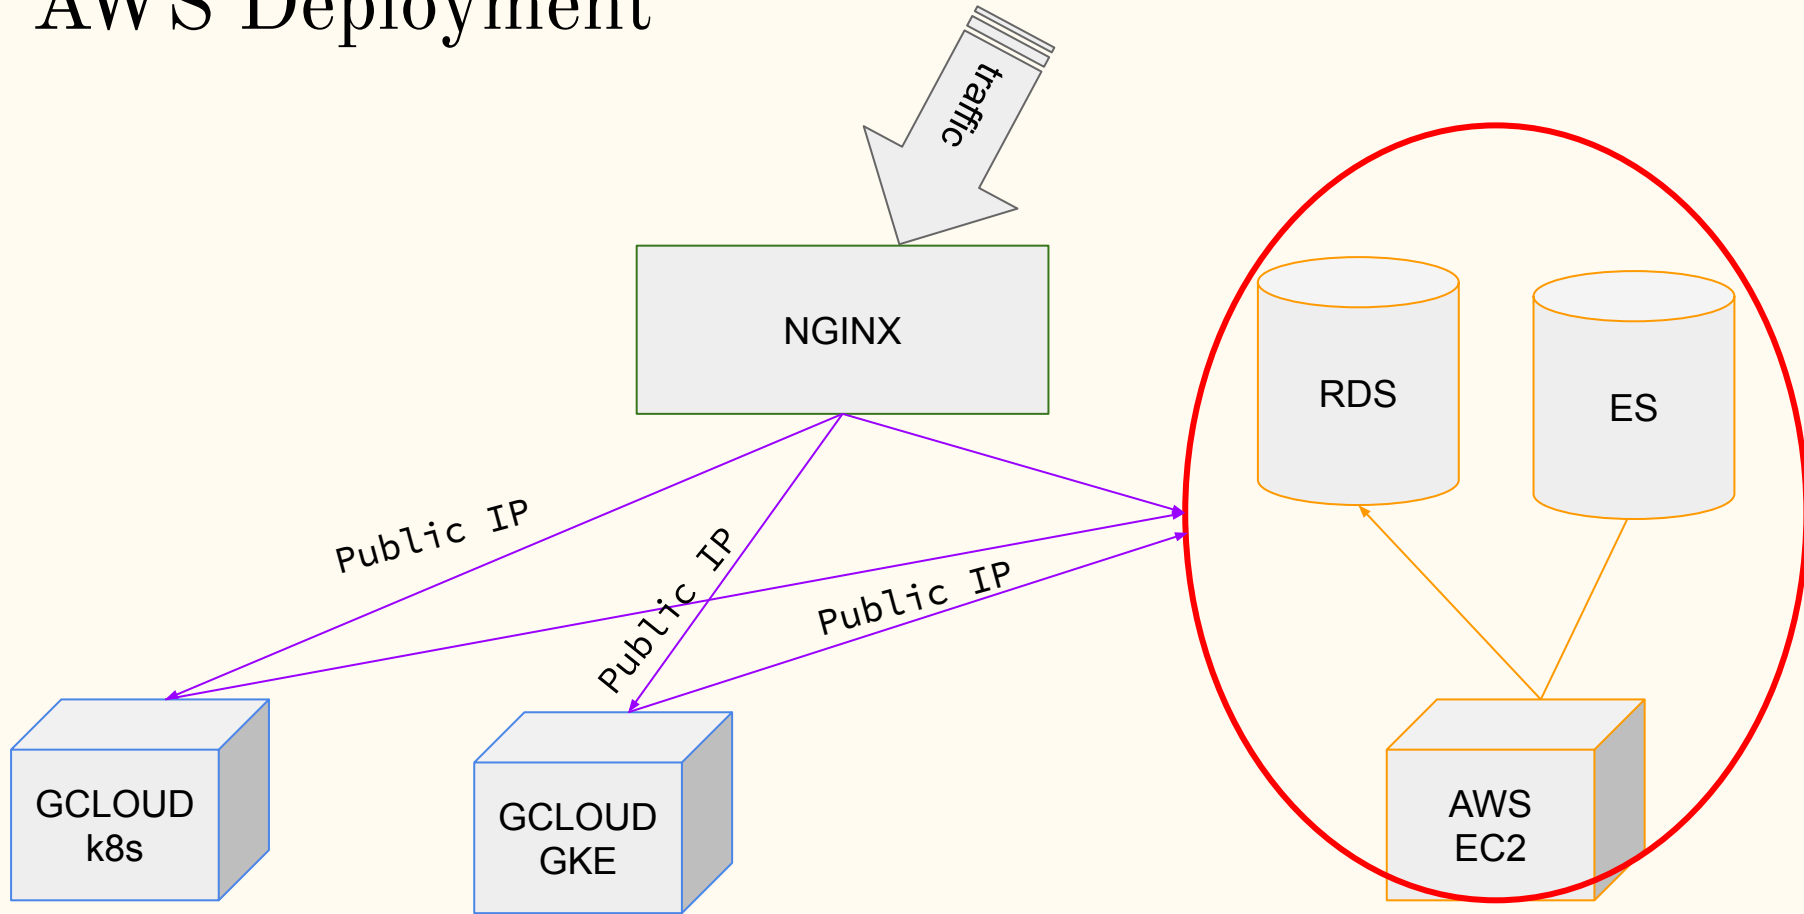 AWS Deployment
traffic
NGINX
RDS
ES
Public IP
Public IP
Public IP
GCLOUD
k8s
GCLOUD
GKE
AWS
EC2